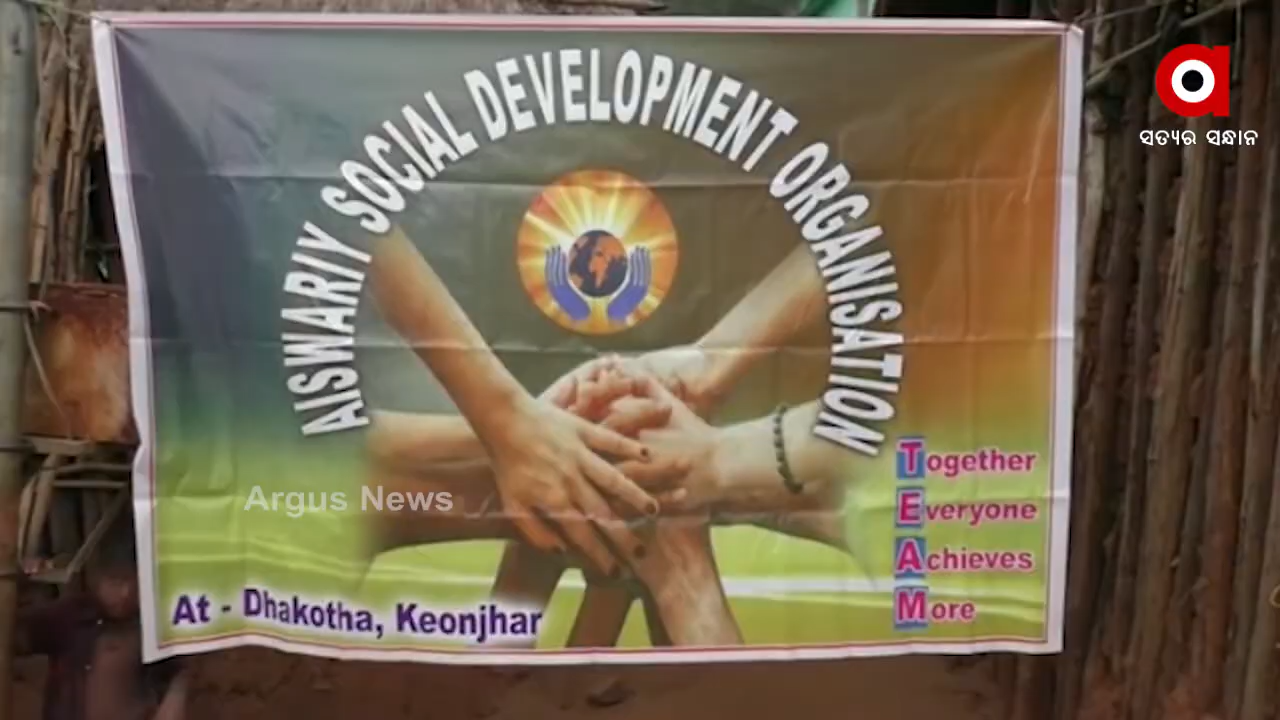 AISWARIY SOCIAL DEVELOPMENT ORGANISATION
ସତ୍ୟର ସନ୍ଧାନ
Together
Everyone
Achieves
More
Argus News
At - Dhakotha, Keonjhar